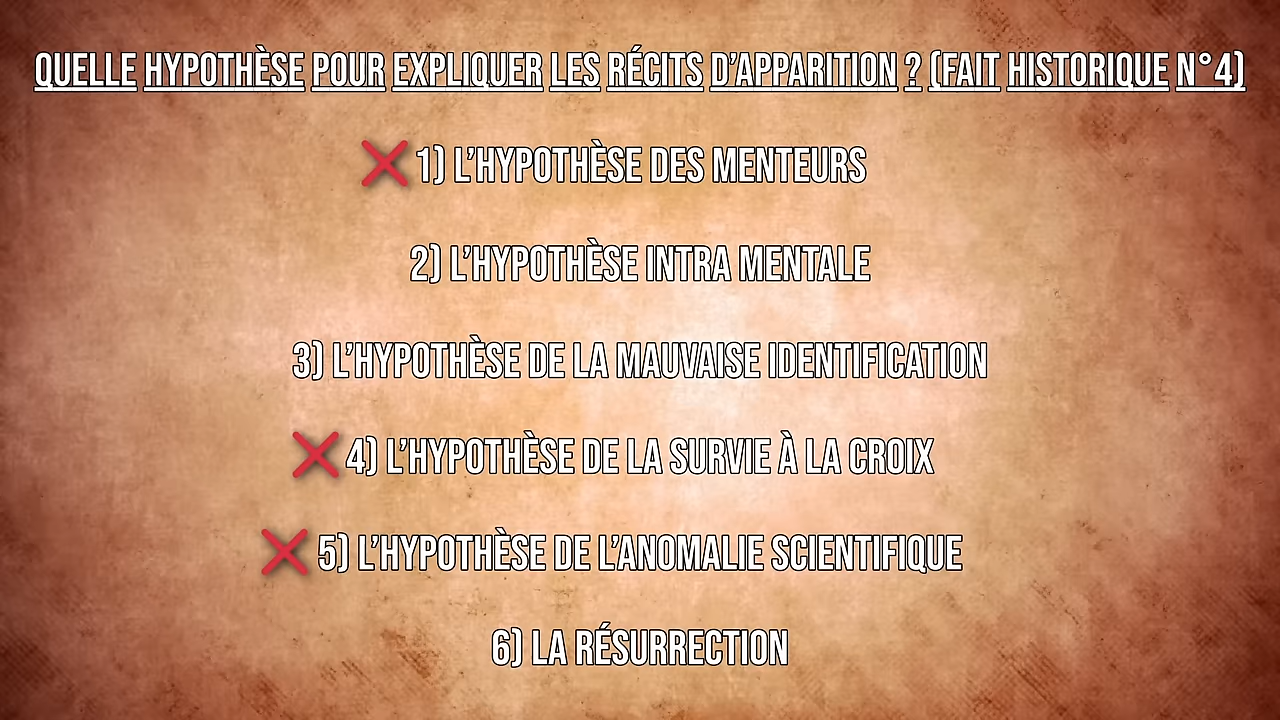 QUELLE HYPOTHÈSE POUR EXPLIQUER LES RÉCITS D'APPARITION ? (FAIT HISTORIQUE N°4)
❌ 1) L'HYPOTHÈSE DES MENTEURS
2) L'HYPOTHÈSE INTRA MENTALE
3) L'HYPOTHÈSE DE LA MAUVAISE IDENTIFICATION
❌ 4) L'HYPOTHÈSE DE LA SURVIE À LA CROIX
❌ 5) L'HYPOTHÈSE DE L'ANOMALIE SCIENTIFIQUE
6) LA RÉSURRECTION